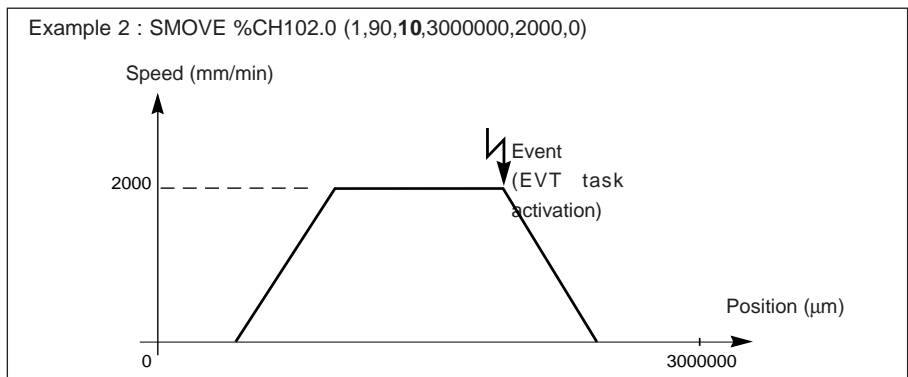 Example 2 : SMOVE %CH102.0 (1,90,10,3000000,2000,0)
Speed (mm/min)
Event
2000
(EVT task
activation)
Position (μm)
0
3000000